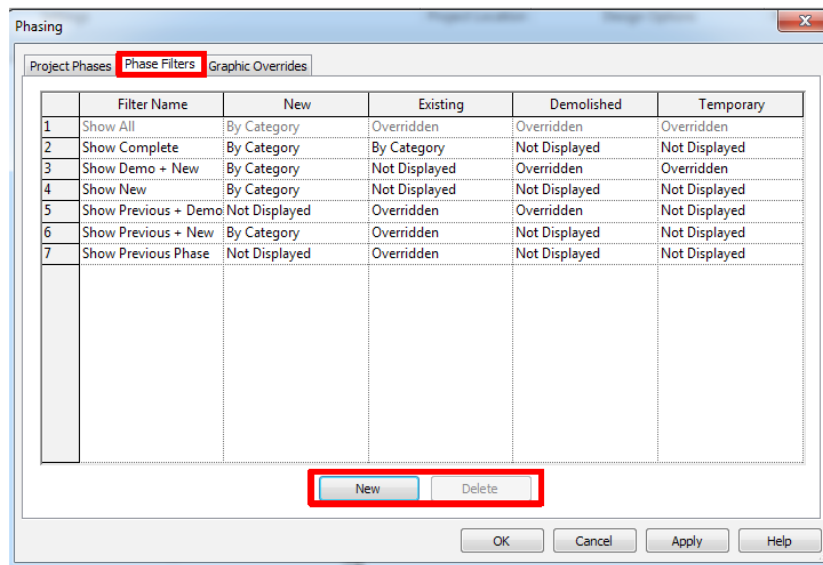 Project Location Design Options
Phasing
Project Phases Phase Filters Graphic Overrides
Filter Name New Existing Demolished Temporary
1 Show All By Category Overridden Overridden Overridden
2 Show Complete By Category By Category Not Displayed Not Displayed
3 Show Demo + New By Category Not Displayed Overridden Overridden
4 Show New By Category Not Displayed Not Displayed Not Displayed
5 Show Previous + Demo Not Displayed Overridden Overridden Not Displayed
6 Show Previous + New By Category Overridden Not Displayed Not Displayed
7 Show Previous Phase Not Displayed Overridden Not Displayed Not Displayed
New Delete
OK Cancel Apply Help